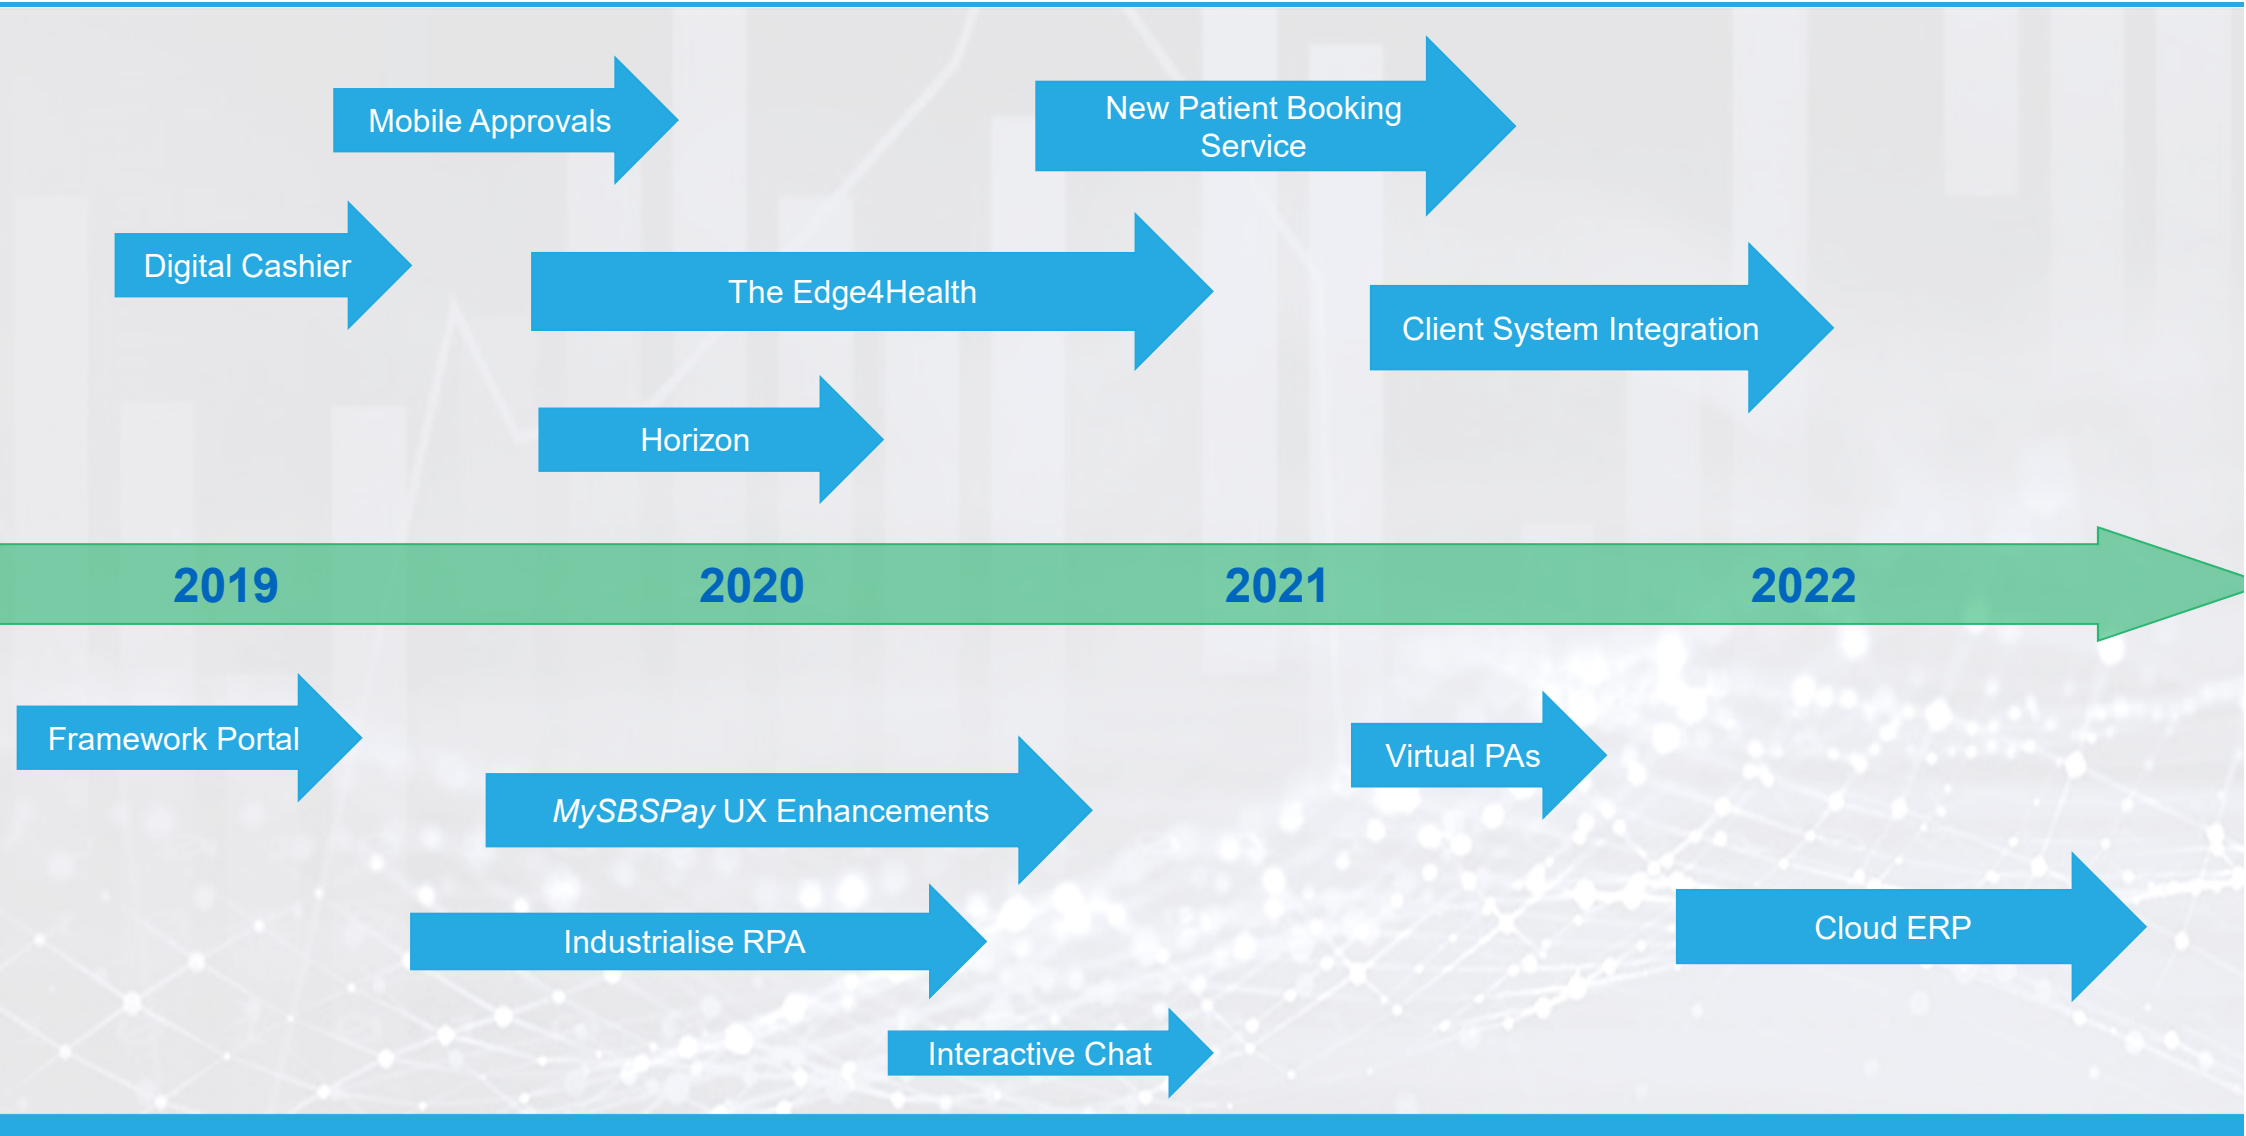 Mobile Approvals
New Patient Booking
Service
Digital Cashier
The Edge4Health
Client System Integration
Horizon
2019
2020
2021
2022
Framework Portal
Virtual PAs
MySBSPay UX Enhancements
Industrialise RPA
Cloud ERP
Interactive Chat